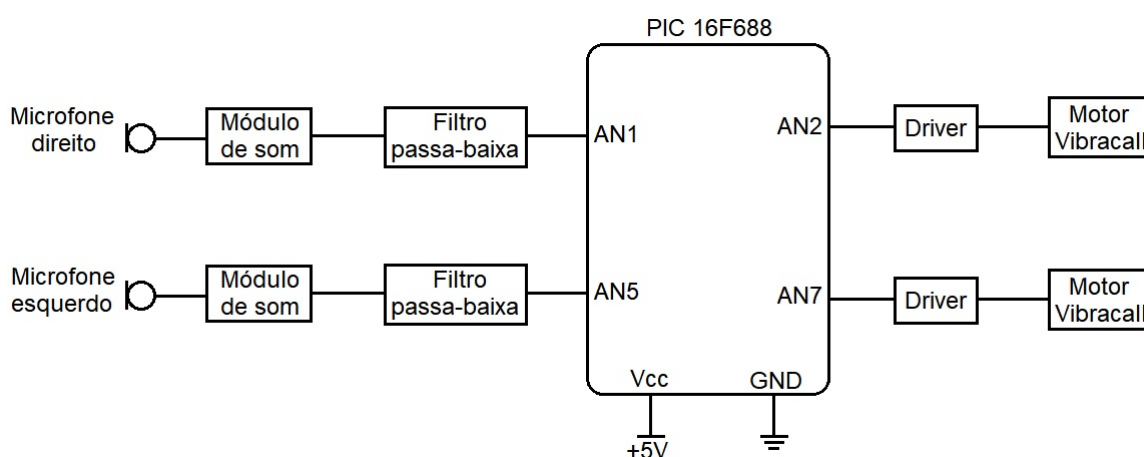 PIC 16F688
Microfone
direito
Módulo
de som
Filtro
passa-baixa
AN1
AN2
Driver
Motor
Vibracall
Microfone
esquerdo
Módulo
de som
Filtro
passa-baixa
AN5
AN7
Driver
Motor
Vibracall
Vcc
GND
+5V